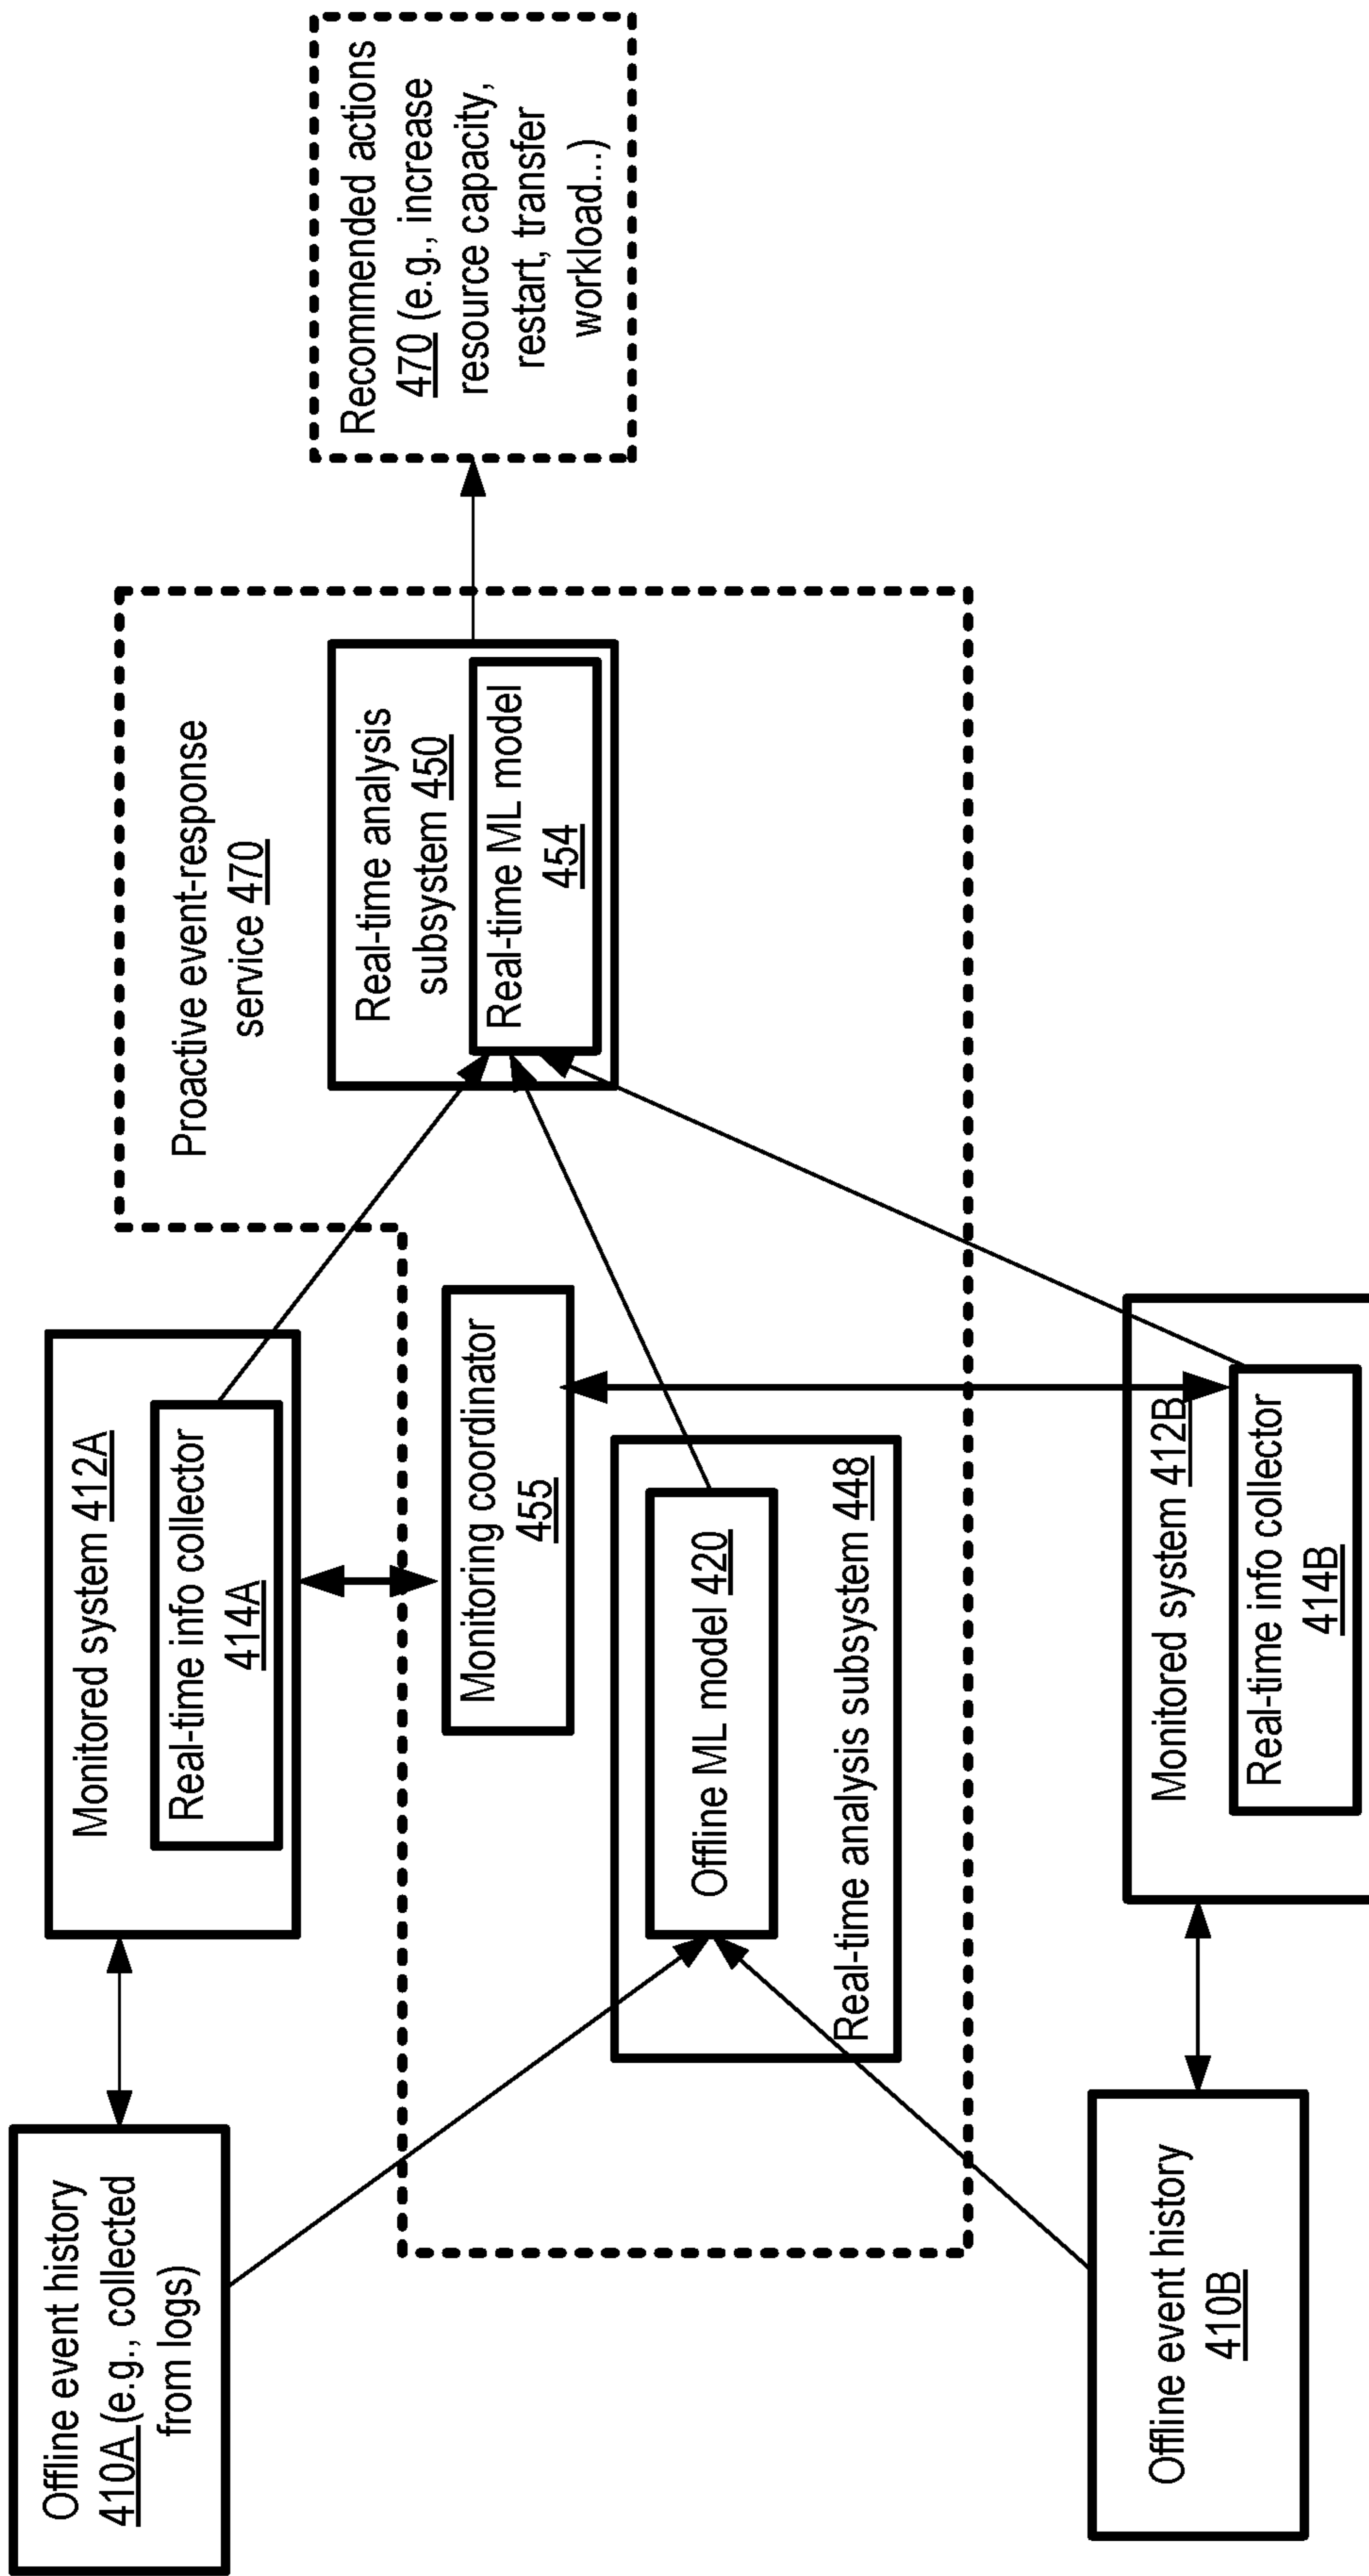 Offline event history
410A (e.g., collected
from logs)
Monitored system 412A
Real-time info collector
414A
Proactive event-response
service 470
Monitoring coordinator
455
Real-time analysis
subsystem 450
Real-time ML model
454
Recommended actions
470 (e.g., increase
resource capacity,
restart, transfer
workload...)
Offline ML model 420
Real-time analysis subsystem 448
Offline event history
410B
Monitored system 412B
Real-time info collector
414B